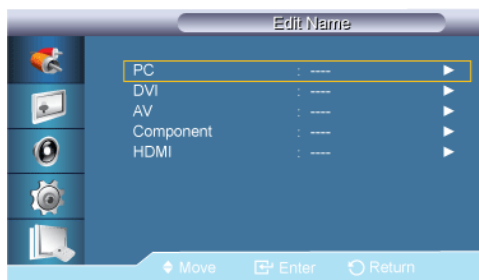 Edit Name
PC : ---- ►
DVI : ---- ►
AV : ---- ►
Component : ---- ►
HDMI : ---- ►
Move Enter Return